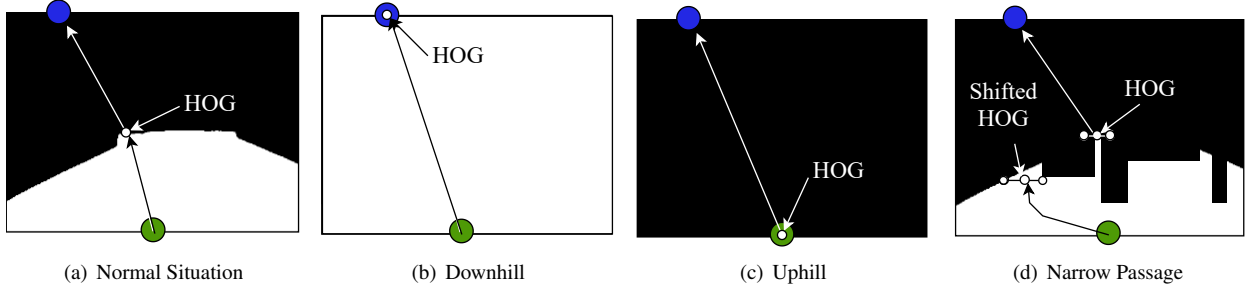 HOG
(a) Normal Situation
HOG
(b) Downhill
HOG
(c) Uphill
Shifted
HOG
HOG
(d) Narrow Passage